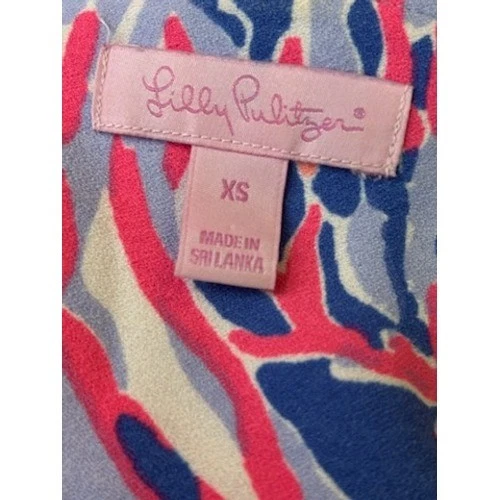 Lilly Pulitzer®
XS
MADE IN
SRI LANKA